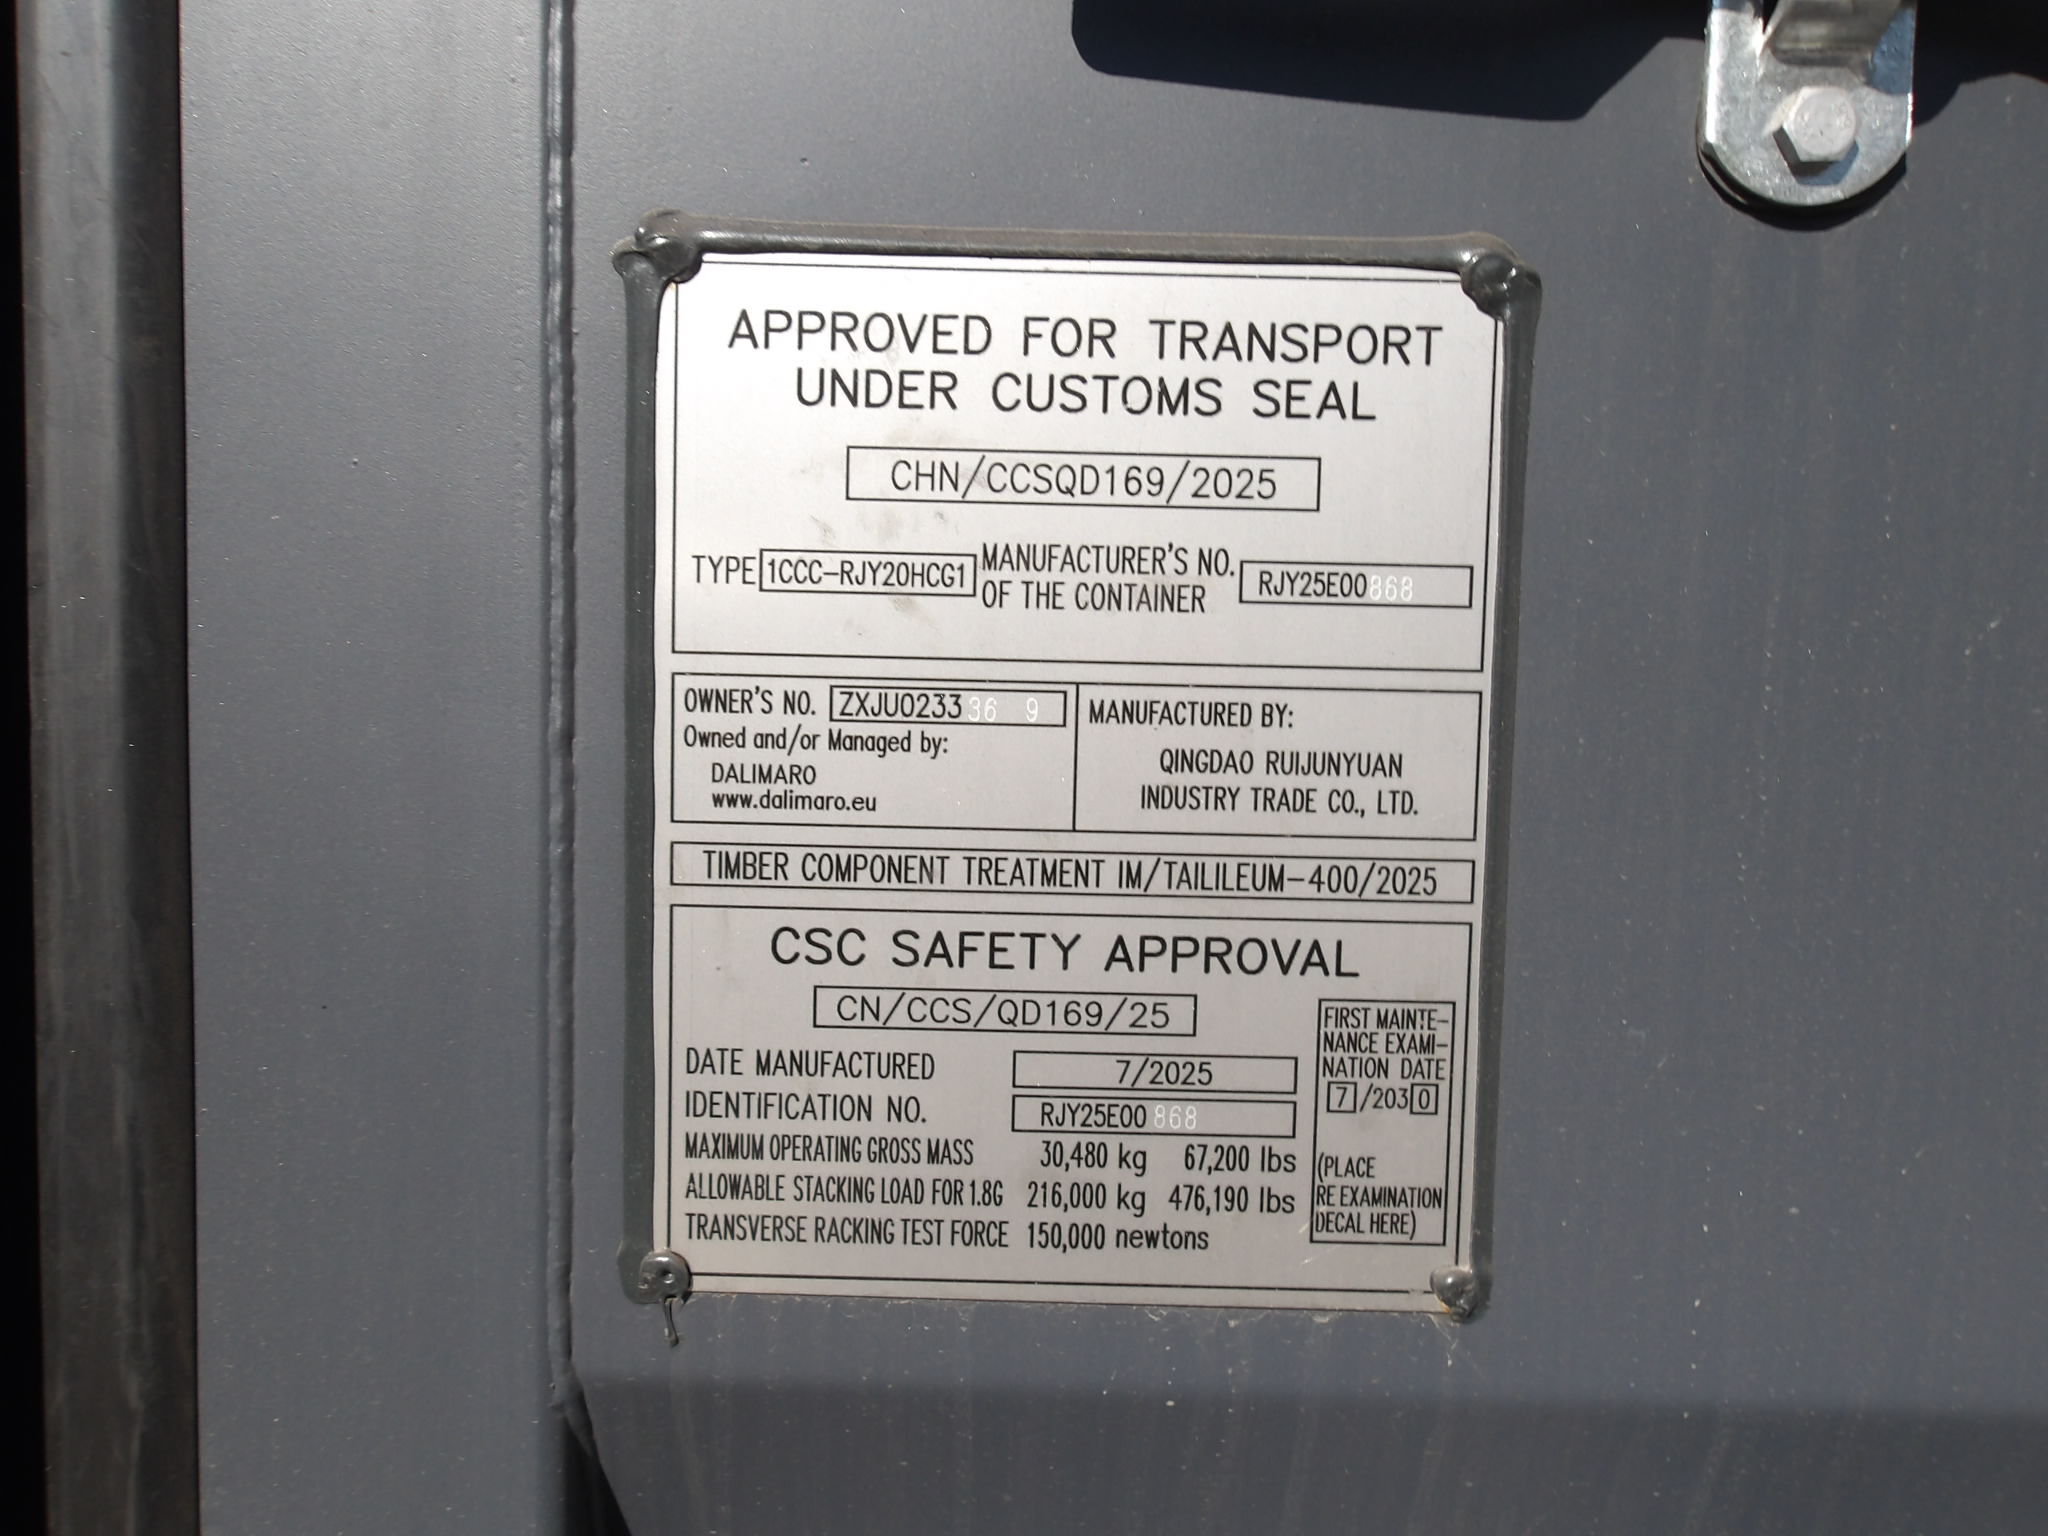 APPROVED FOR TRANSPORT
UNDER CUSTOMS SEAL
CHN/CCSQD169/2025
TYPE 1CCC-RJY20HCG1 MANUFACTURER'S NO. OF THE CONTAINER RJY25E00868
OWNER'S NO. ZXJU023336 9
Owned and/or Managed by:
DALIMARO
www.dalimaro.eu
MANUFACTURED BY:
QINGDAO RUIJUNYUAN
INDUSTRY TRADE CO., LTD.
TIMBER COMPONENT TREATMENT IM/TAILILEUM-400/2025
CSC SAFETY APPROVAL
CN/CCS/QD169/25
DATE MANUFACTURED 7/2025
IDENTIFICATION NO. RJY25E00868
MAXIMUM OPERATING GROSS MASS 30,480 kg 67,200 lbs
ALLOWABLE STACKING LOAD FOR 1.8G 216,000 kg 476,190 lbs
TRANSVERSE RACKING TEST FORCE 150,000 newtons
FIRST MAINTE-
NANCE EXAMI-
NATION DATE
7/2030
(PLACE
RE EXAMINATION
DECAL HERE)